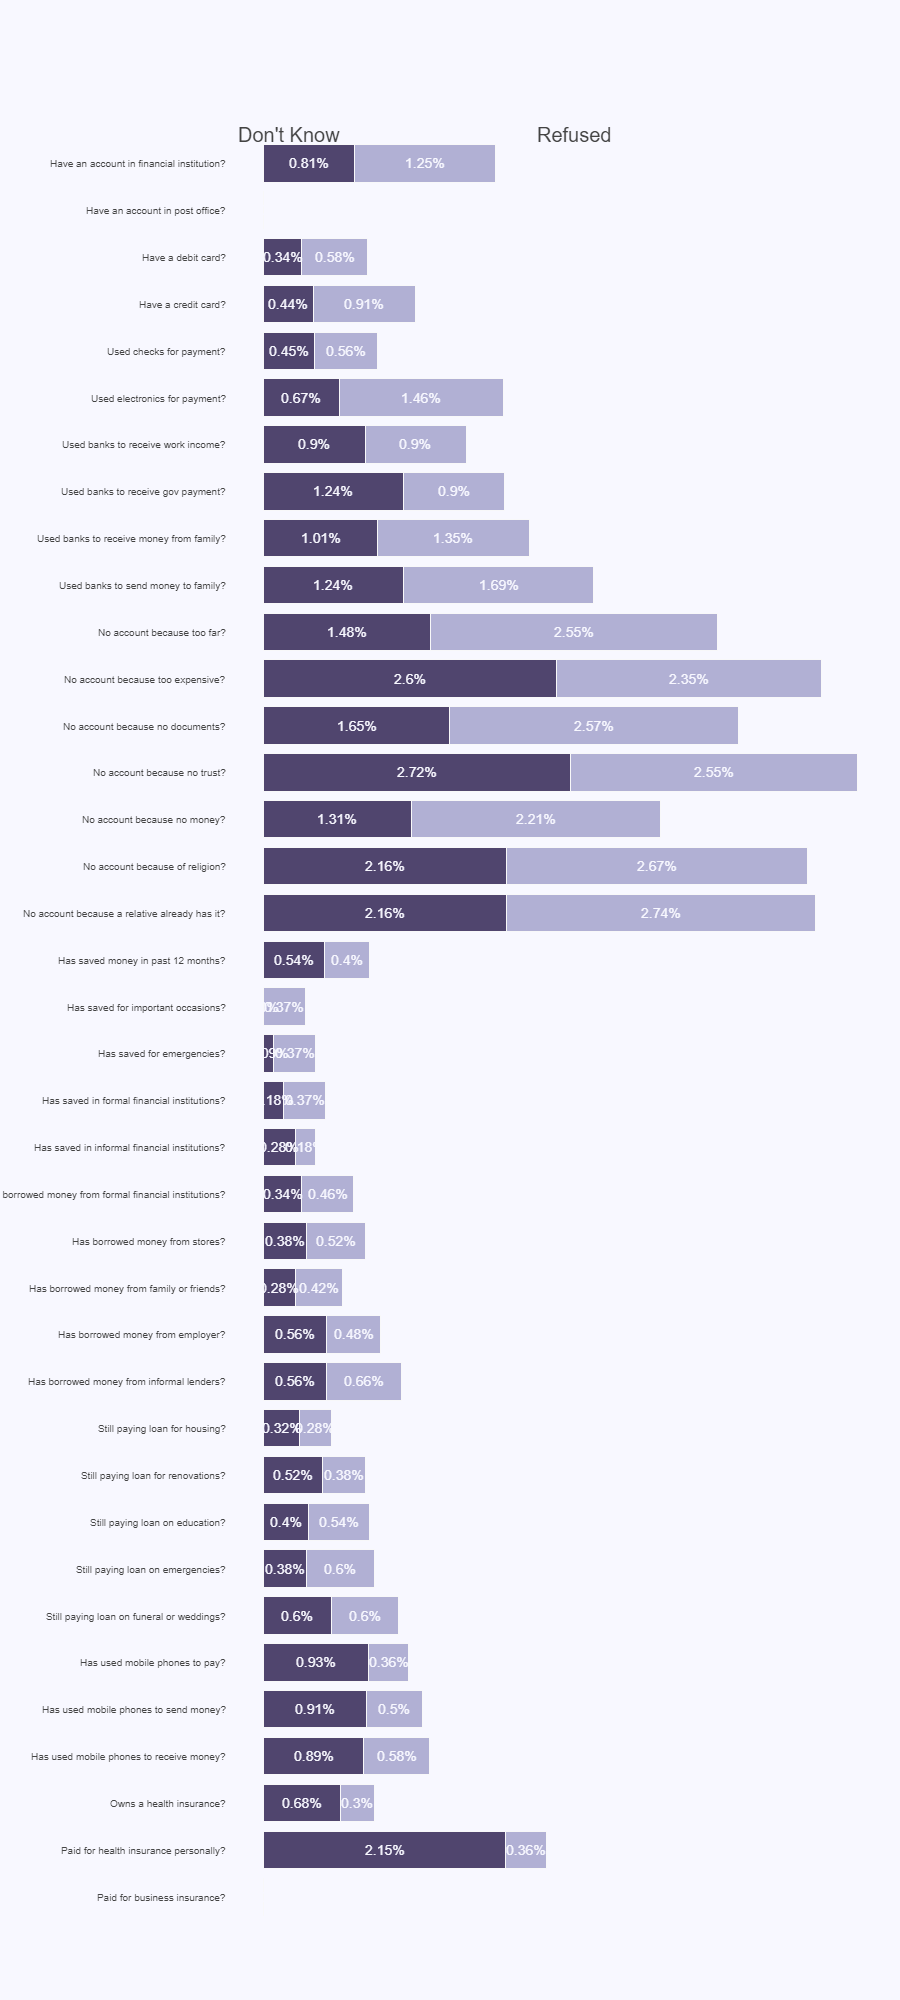 Don't Know Refused
Have an account in financial institution? 0.81% 1.25%
Have an account in post office?
Have a debit card? 0.34% 0.58%
Have a credit card? 0.44% 0.91%
Used checks for payment? 0.45% 0.56%
Used electronics for payment? 0.67% 1.46%
Used banks to receive work income? 0.9% 0.9%
Used banks to receive gov payment? 1.24% 0.9%
Used banks to receive money from family? 1.01% 1.35%
Used banks to send money to family? 1.24% 1.69%
No account because too far? 1.48% 2.55%
No account because too expensive? 2.6% 2.35%
No account because no documents? 1.65% 2.57%
No account because no trust? 2.72% 2.55%
No account because no money? 1.31% 2.21%
No account because of religion? 2.16% 2.67%
No account because a relative already has it? 2.16% 2.74%
Has saved money in past 12 months? 0.54% 0.4%
Has saved for important occasions? 0.37%
Has saved for emergencies? 0.37%
Has saved in formal financial institutions? .18% 0.37%
Has saved in informal financial institutions? 0.28% 0.18%
borrowed money from formal financial institutions? 0.34% 0.46%
Has borrowed money from stores? 0.38% 0.52%
Has borrowed money from family or friends? 0.28% 0.42%
Has borrowed money from employer? 0.56% 0.48%
Has borrowed money from informal lenders? 0.56% 0.66%
Still paying loan for housing? 0.32% 0.28%
Still paying loan for renovations? 0.52% 0.38%
Still paying loan on education? 0.4% 0.54%
Still paying loan on emergencies? 0.38% 0.6%
Still paying loan on funeral or weddings? 0.6% 0.6%
Has used mobile phones to pay? 0.93% 0.36%
Has used mobile phones to send money? 0.91% 0.5%
Has used mobile phones to receive money? 0.89% 0.58%
Owns a health insurance? 0.68% 0.3%
Paid for health insurance personally? 2.15% 0.36%
Paid for business insurance?